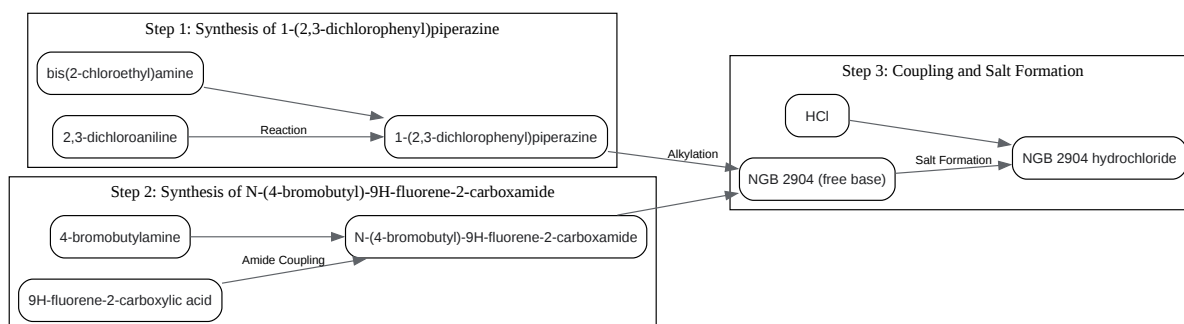 Step 1: Synthesis of 1-(2,3-dichlorophenyl)piperazine
bis(2-chloroethyl)amine
2,3-dichloroaniline
Reaction
1-(2,3-dichlorophenyl)piperazine
Step 2: Synthesis of N-(4-bromobutyl)-9H-fluorene-2-carboxamide
4-bromobutylamine
N-(4-bromobutyl)-9H-fluorene-2-carboxamide
Amide Coupling
9H-fluorene-2-carboxylic acid
Step 3: Coupling and Salt Formation
HCl
Alkylation
NGB 2904 (free base)
Salt Formation
NGB 2904 hydrochloride